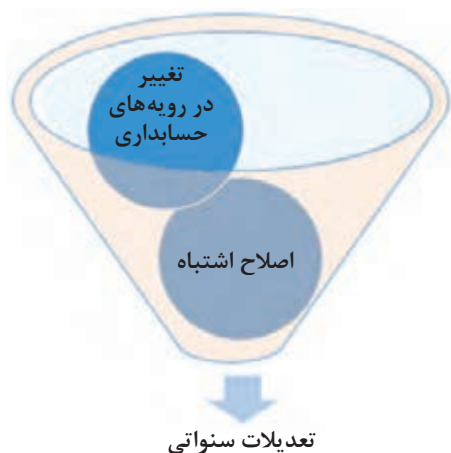 تغییر
در رویه‌های
حسابداری
اصلاح اشتباه
تعدیلات سنواتی